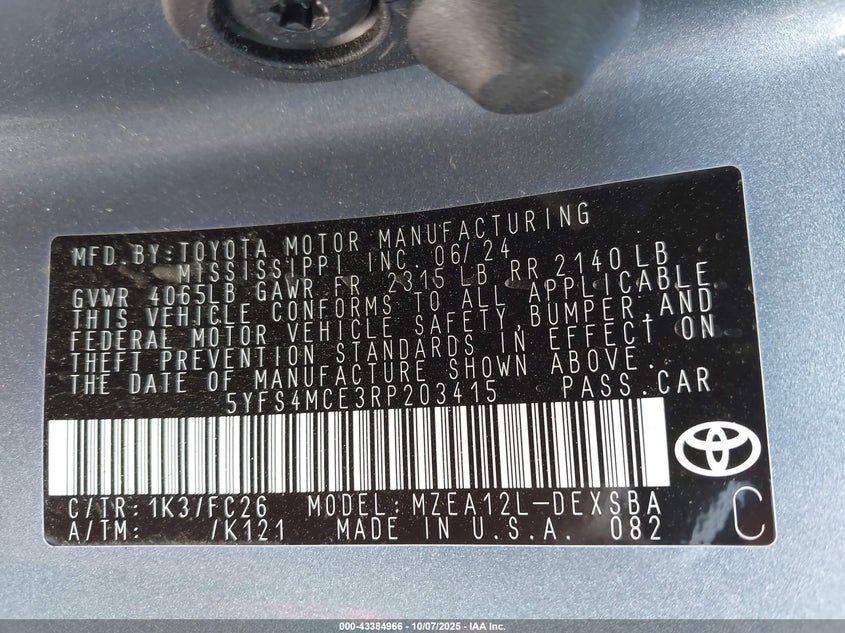 MFD. BY: TOYOTA MOTOR MANUFACTURING
MISSISSIPPI INC 06/24
GVWR 4065LB GAWR FR 2315 LB RR 2140 LB
THIS VEHICLE CONFORMS TO ALL APPLICABLE
FEDERAL MOTOR VEHICLE SAFETY, BUMPER, AND
THEFT PREVENTION STANDARDS IN EFFECT ON
THE DATE OF MANUFACTURE SHOWN ABOVE.
5YFS4MCE3RP203415 PASS CAR
C/TR: 1K3/FC26 MODEL: MZEA12L-DEXSBA C
A/TM: /K121 MADE IN U.S.A. 082
000-43384966 - 10/07/2025 - IAA Inc.